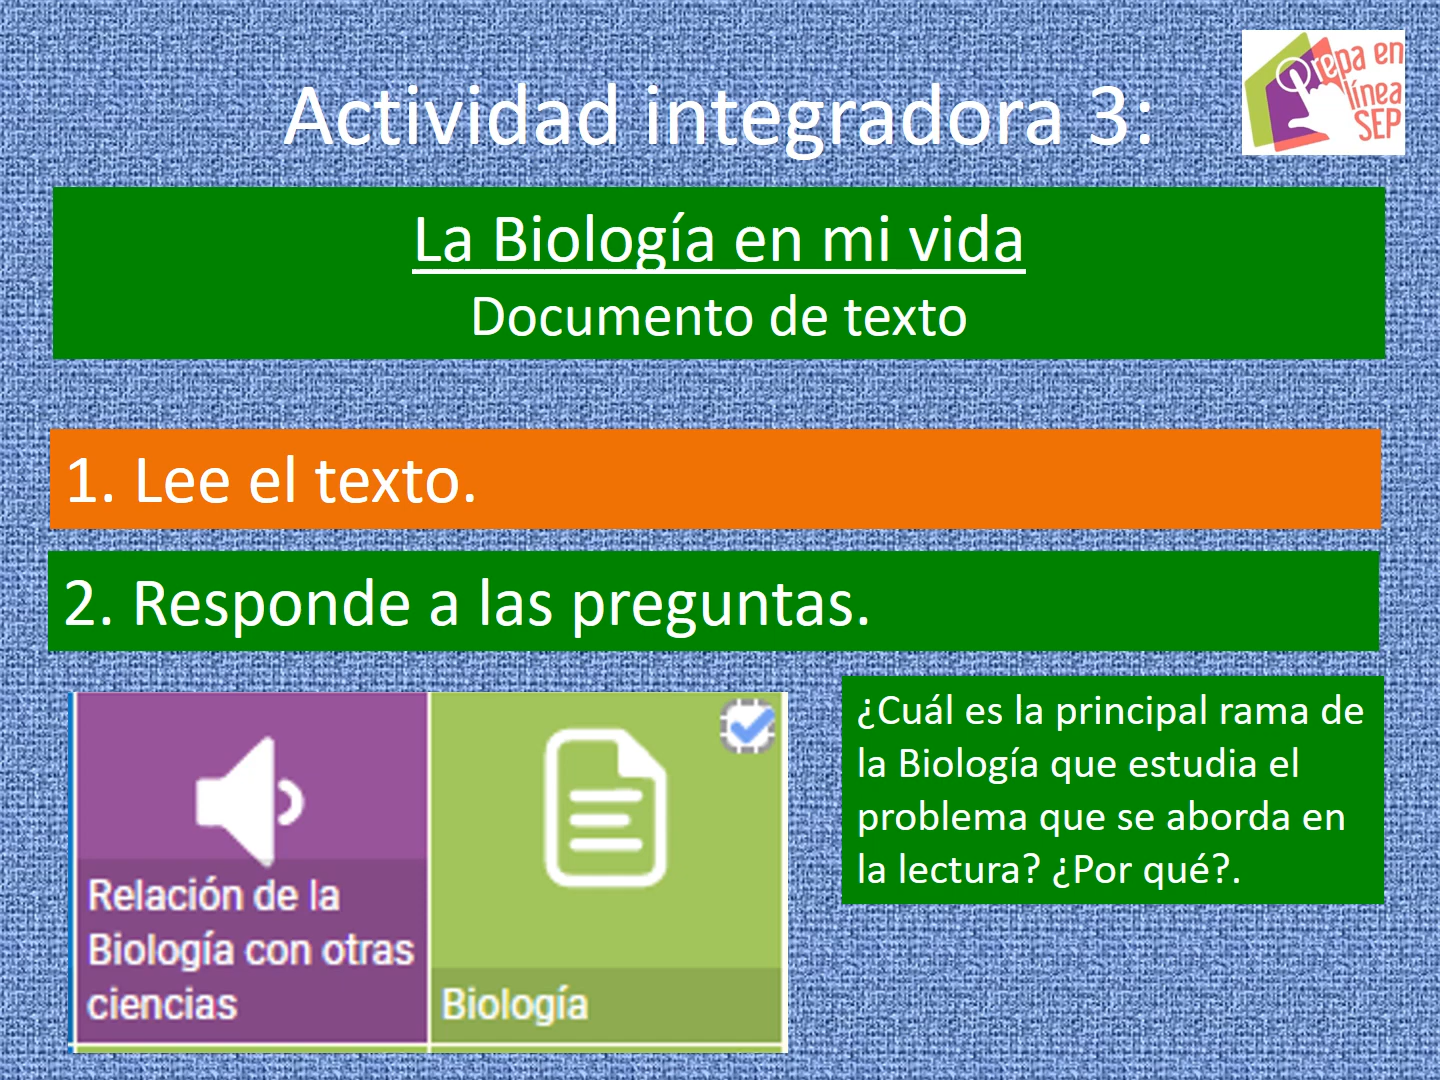 Actividad integradora 3:
Prepa en
línea
SEP
La Biología en mi vida
Documento de texto
1. Lee el texto.
2. Responde a las preguntas.
Relación de la
Biología con otras
ciencias
Biología
¿Cuál es la principal rama de
la Biología que estudia el
problema que se aborda en
la lectura? ¿Por qué?.